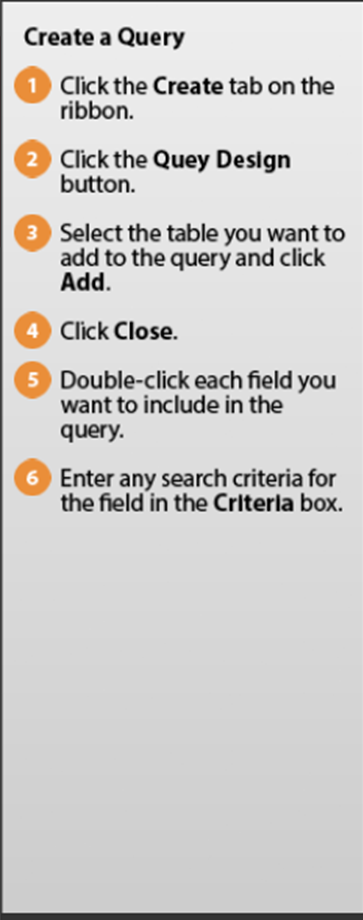 Create a Query
1 Click the Create tab on the
ribbon.
2 Click the Quey Design
button.
3 Select the table you want to
add to the query and click
Add.
4 Click Close.
5 Double-click each field you
want to include in the
query.
6 Enter any search criteria for
the field in the Criteria box.